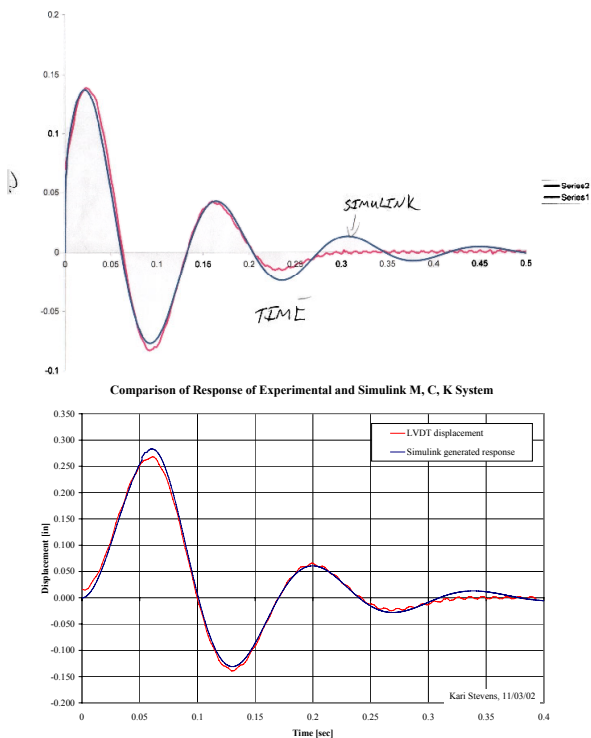 0.2
0.15
0.1
0.05
0
-0.05
-0.1
0 0.05 0.1 0.15 0.2 0.25 0.3 0.35 0.4 0.45 0.5
SIMULINK
Series2
Series1
TIME
Comparison of Response of Experimental and Simulink M, C, K System
0.350
0.300
0.250
0.200
0.150
0.100
0.050
0.000
-0.050
-0.100
-0.150
-0.200
Displacement [in]
LVDT displacement
Simulink generated response
Kari Stevens, 11/03/02
0 0.05 0.1 0.15 0.2 0.25 0.3 0.35 0.4
Time [sec]